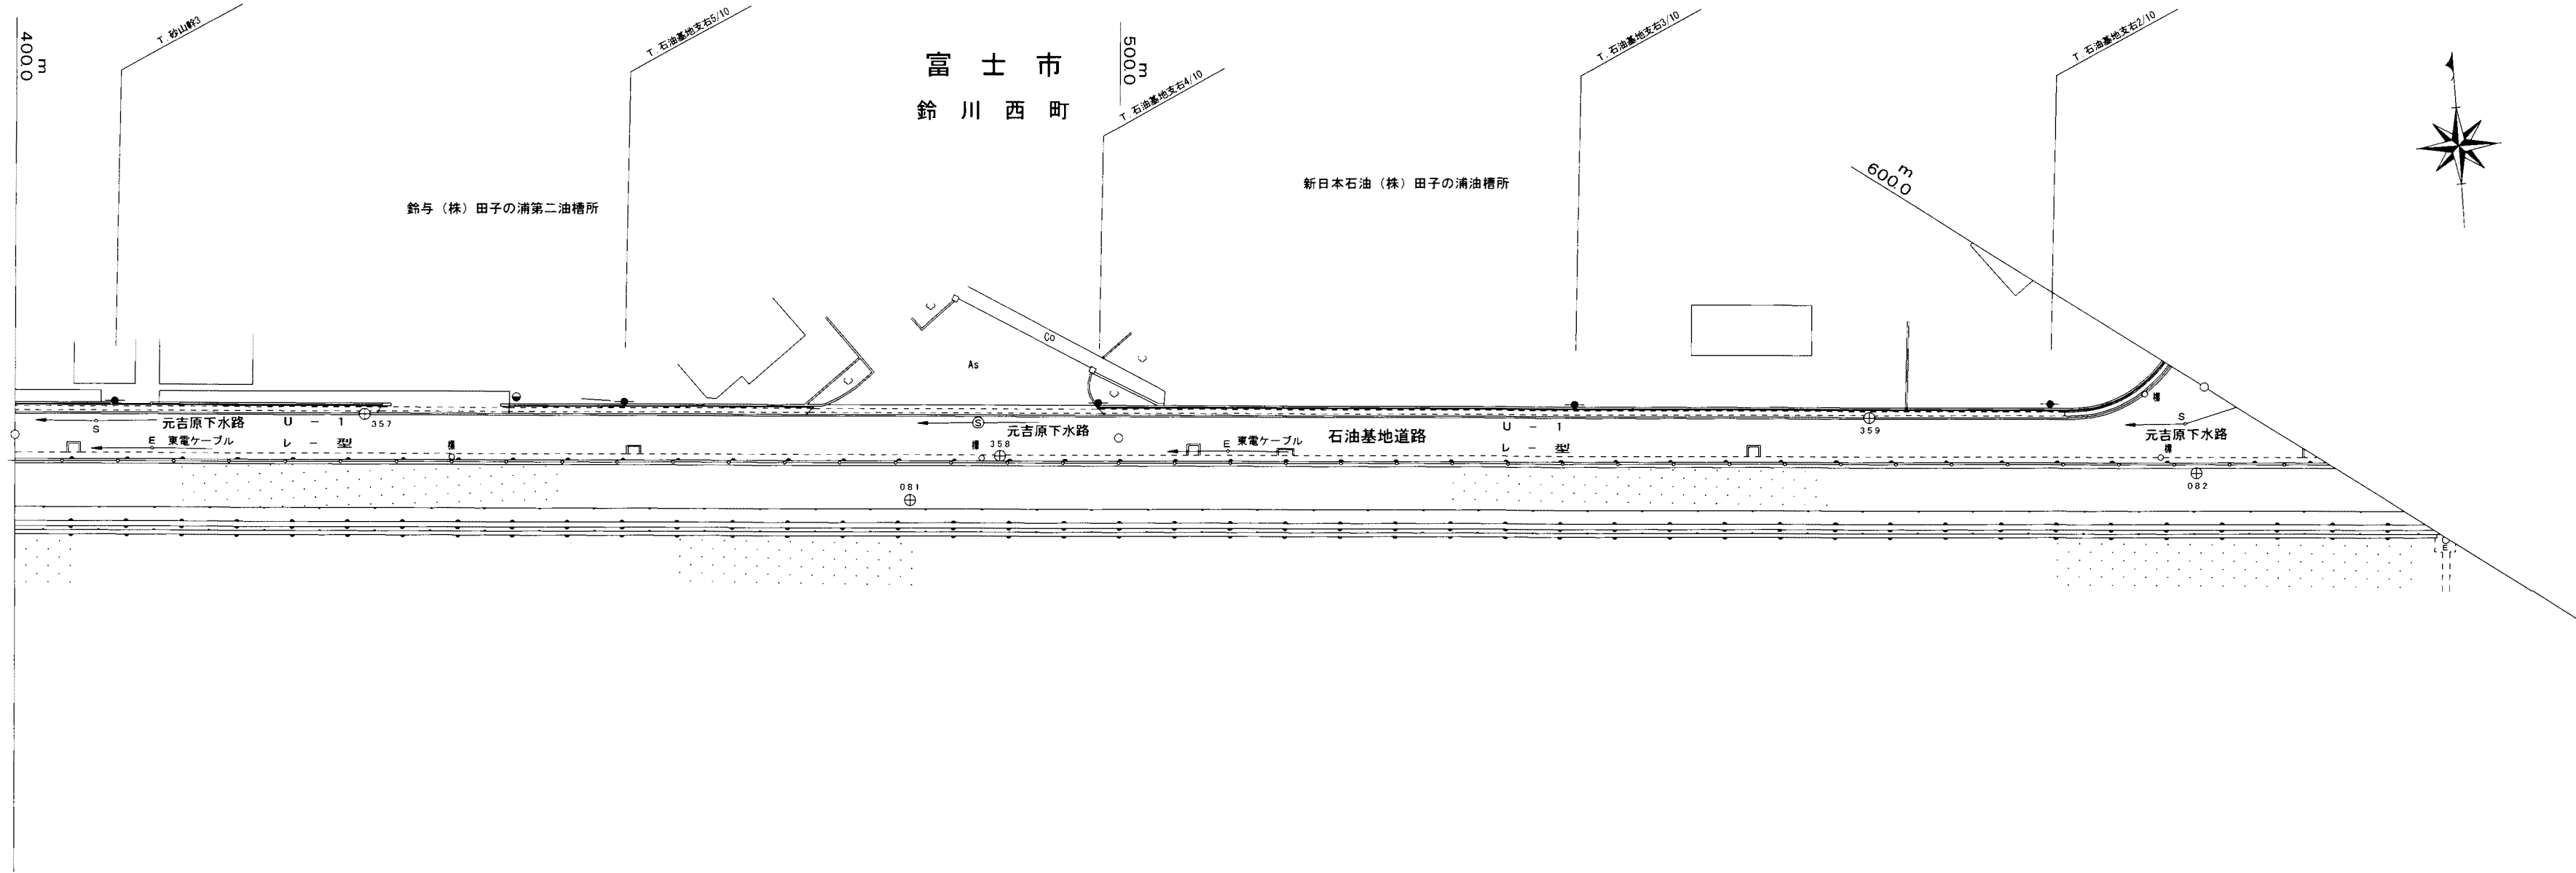 400.0 m
T. 砂山幹3
T. 石油基地支右5/10
富士市
鈴川西町
500.0 m
T. 石油基地支右4/10
T. 石油基地支右3/10
T. 石油基地支右2/10
600.0 m
鈴与（株）田子の浦第二油槽所
新日本石油（株）田子の浦油槽所
Co
As
S
元吉原下水路
U - 1
レ - 型
357
E 東電ケーブル
標
S
元吉原下水路
標
358
E 東電ケーブル
石油基地道路
U - 1
レ - 型
359
標
S
元吉原下水路
標
081
082
E